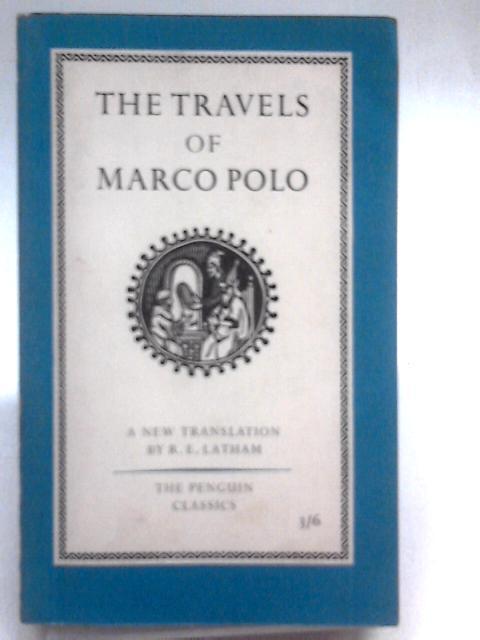 THE TRAVELS
OF
MARCO POLO
A NEW TRANSLATION
BY R. E. LATHAM
THE PENGUIN
CLASSICS
3/6